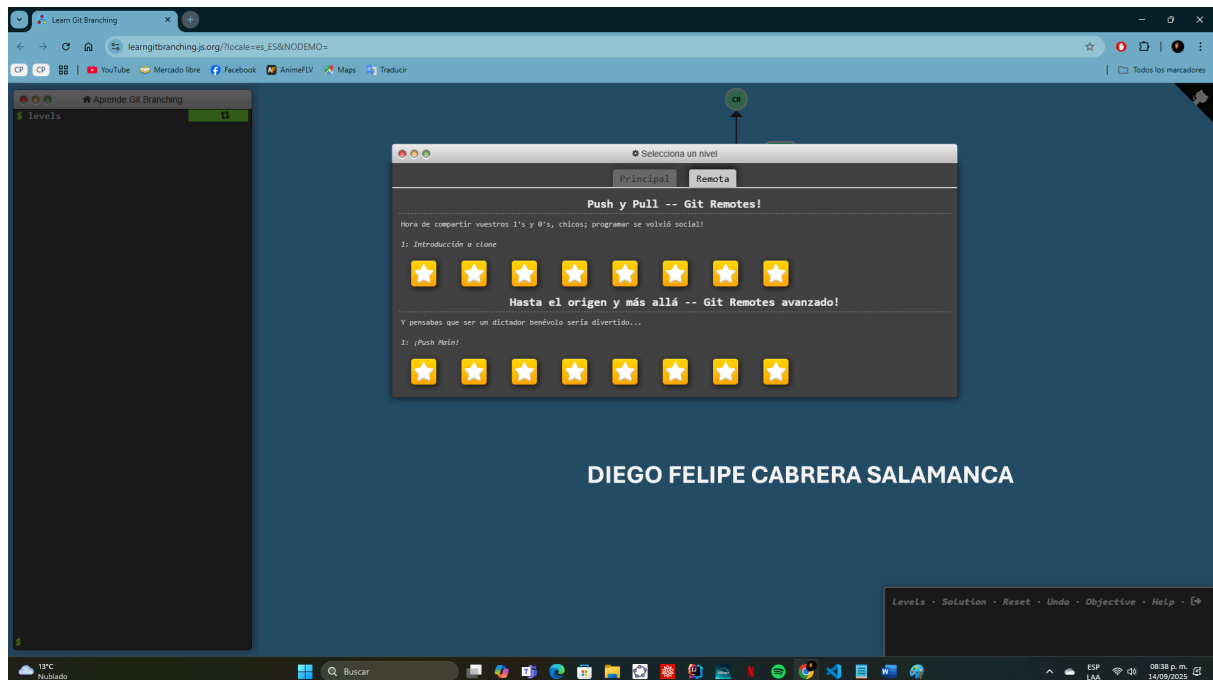 Learn Git Branching
learngitbranching.js.org/?locale=es_ES&NODEMO=
CP CP YouTube Mercado libre Facebook AnimeFLV Maps Traducir Todos los marcadores
Aprende Git Branching
$ levels
C0
Selecciona un nivel
Principal Remota
Push y Pull -- Git Remotes!
Hora de compartir vuestros 1's y 0's, chicos; programar se volvió social!
1: Introducción a clone
Hasta el origen y más allá -- Git Remotes avanzado!
Y pensabas que ser un dictador benévolo sería divertido...
1: ¡Push Main!
DIEGO FELIPE CABRERA SALAMANCA
Levels - Solution - Reset - Undo - Objective - Help -
$
13°C
Nublado
Buscar
ESP
LAA
08:38 p. m.
14/09/2025